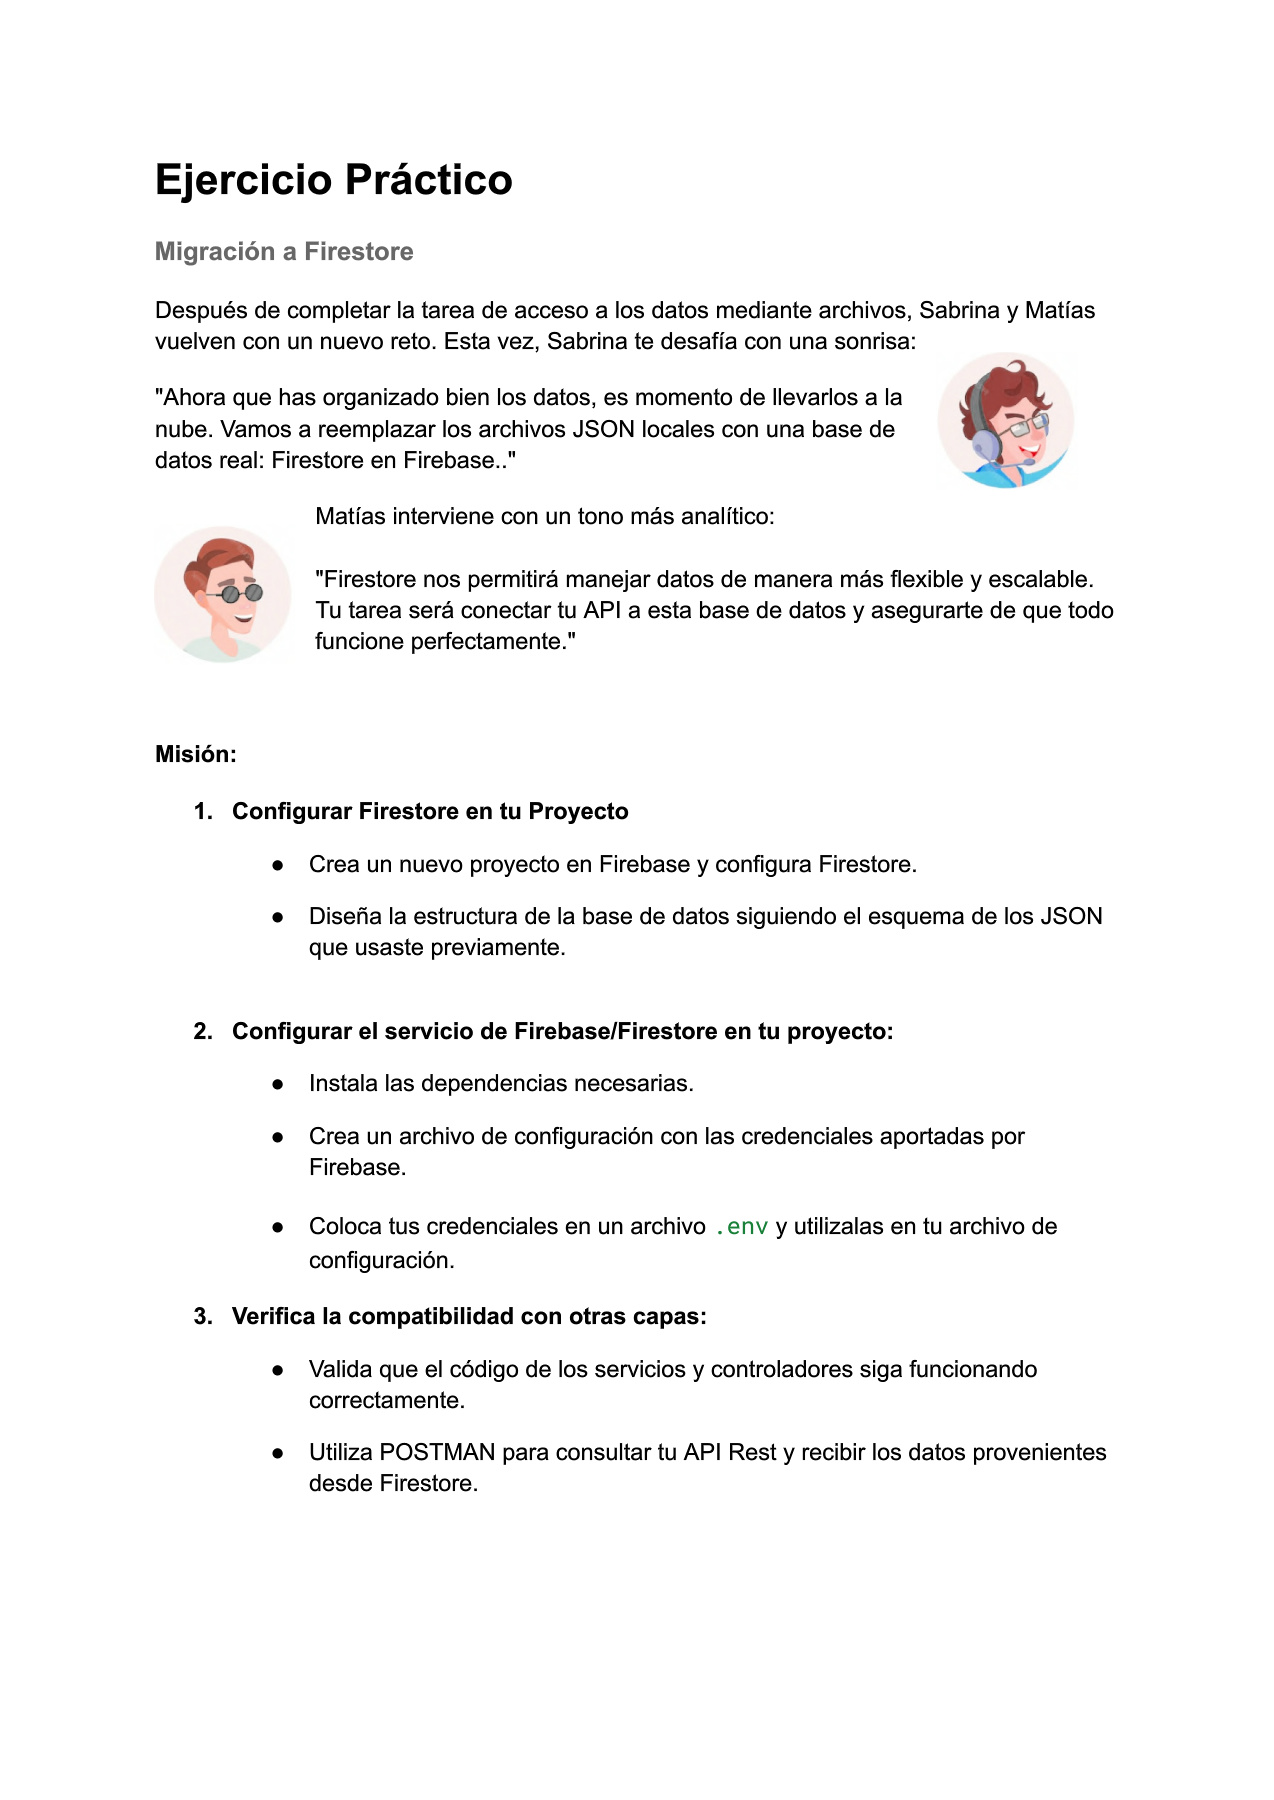 Ejercicio Práctico
Migración a Firestore
Después de completar la tarea de acceso a los datos mediante archivos, Sabrina y Matías
vuelven con un nuevo reto. Esta vez, Sabrina te desafía con una sonrisa:
"Ahora que has organizado bien los datos, es momento de llevarlos a la
nube. Vamos a reemplazar los archivos JSON locales con una base de
datos real: Firestore en Firebase.."
Matías interviene con un tono más analítico:
"Firestore nos permitirá manejar datos de manera más flexible y escalable.
Tu tarea será conectar tu API a esta base de datos y asegurarte de que todo
funcione perfectamente."
Misión:
1. Configurar Firestore en tu Proyecto
● Crea un nuevo proyecto en Firebase y configura Firestore.
● Diseña la estructura de la base de datos siguiendo el esquema de los JSON
que usaste previamente.
2. Configurar el servicio de Firebase/Firestore en tu proyecto:
● Instala las dependencias necesarias.
● Crea un archivo de configuración con las credenciales aportadas por
Firebase.
● Coloca tus credenciales en un archivo .env y utilizalas en tu archivo de
configuración.
3. Verifica la compatibilidad con otras capas:
● Valida que el código de los servicios y controladores siga funcionando
correctamente.
● Utiliza POSTMAN para consultar tu API Rest y recibir los datos provenientes
desde Firestore.